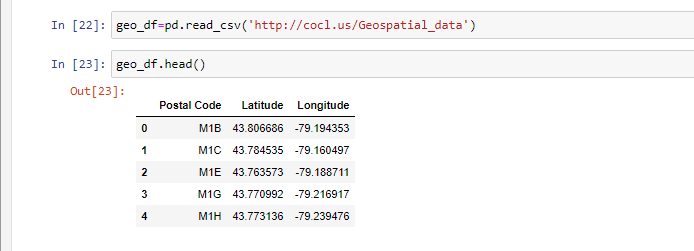 In [22]: geo_df=pd.read_csv('http://cocl.us/Geospatial_data')
In [23]: geo_df.head()
Out[23]:
Postal Code Latitude Longitude
0 M1B 43.806686 -79.194353
1 M1C 43.784535 -79.160497
2 M1E 43.763573 -79.188711
3 M1G 43.770992 -79.216917
4 M1H 43.773136 -79.239476